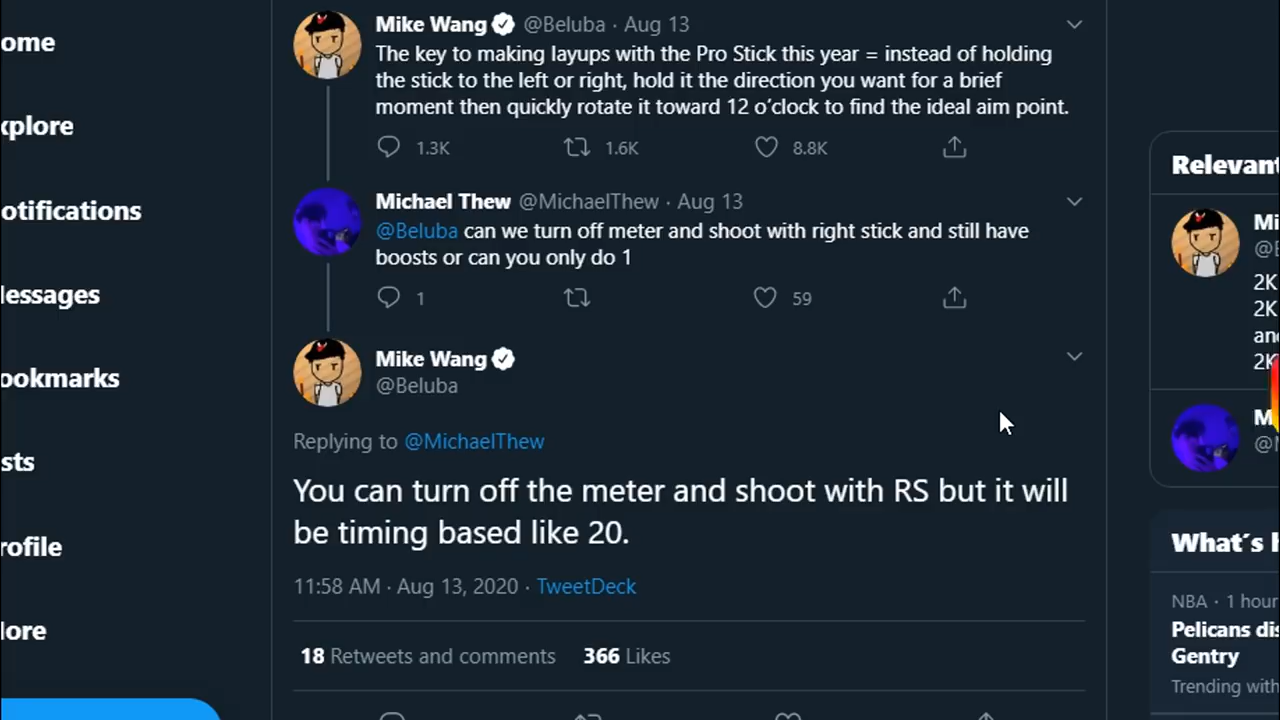 Mike Wang @Beluba · Aug 13
The key to making layups with the Pro Stick this year = instead of holding
the stick to the left or right, hold it the direction you want for a brief
moment then quickly rotate it toward 12 o'clock to find the ideal aim point.
1.3K 1.6K 8.8K
Michael Thew @MichaelThew · Aug 13
@Beluba can we turn off meter and shoot with right stick and still have
boosts or can you only do 1
1 59
Mike Wang
@Beluba
Replying to @MichaelThew
You can turn off the meter and shoot with RS but it will
be timing based like 20.
11:58 AM · Aug 13, 2020 · TweetDeck
18 Retweets and comments 366 Likes
ome
xplore
otifications
lessages
ookmarks
sts
rofile
lore
Relevant
Mi
@B
2K
2K
and
2K
M
@M
What's h
NBA · 1 hour
Pelicans dis
Gentry
Trending with